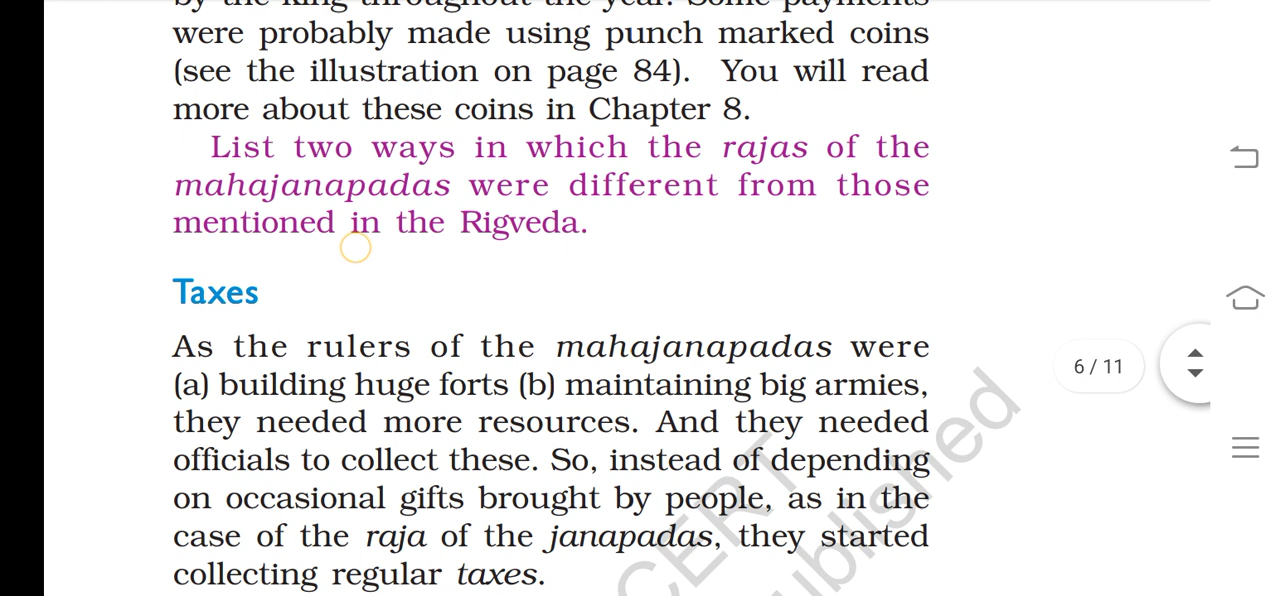 were probably made using punch marked coins
(see the illustration on page 84). You will read
more about these coins in Chapter 8.
List two ways in which the rajas of the
mahajanapadas were different from those
mentioned in the Rigveda.
Taxes
As the rulers of the mahajanapadas were
(a) building huge forts (b) maintaining big armies,
they needed more resources. And they needed
officials to collect these. So, instead of depending
on occasional gifts brought by people, as in the
case of the raja of the janapadas, they started
collecting regular taxes.
6 / 11